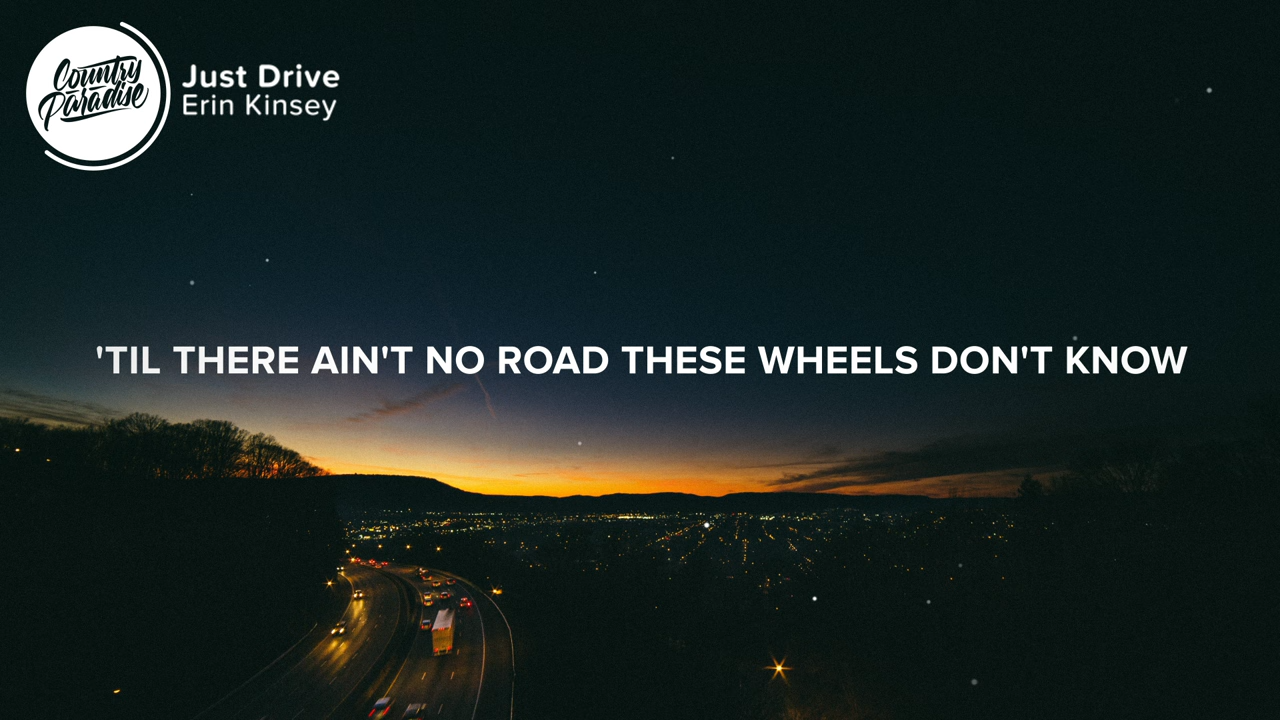 Country
Paradise
Just Drive
Erin Kinsey
'TIL THERE AIN'T NO ROAD THESE WHEELS DON'T KNOW